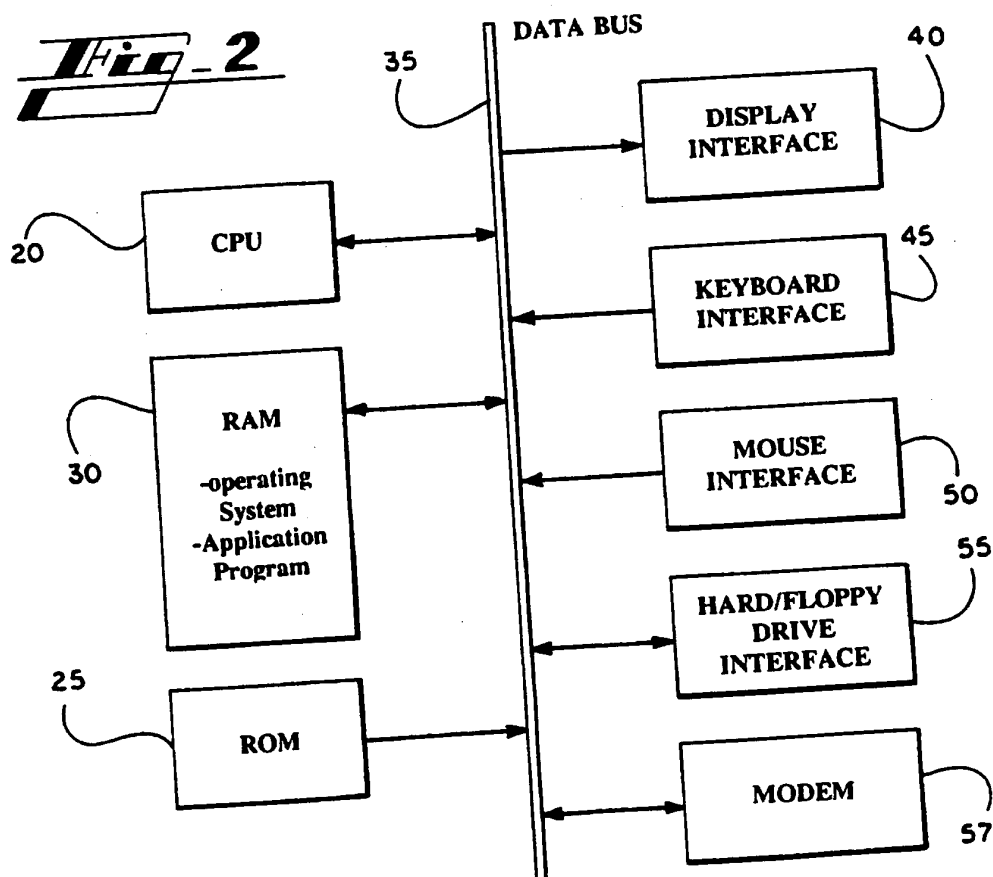 Fig_2
DATA BUS
35
40
DISPLAY
INTERFACE
20
CPU
45
KEYBOARD
INTERFACE
30
RAM
-operating
System
-Application
Program
MOUSE
INTERFACE
50
55
HARD/FLOPPY
DRIVE
INTERFACE
25
ROM
MODEM
57